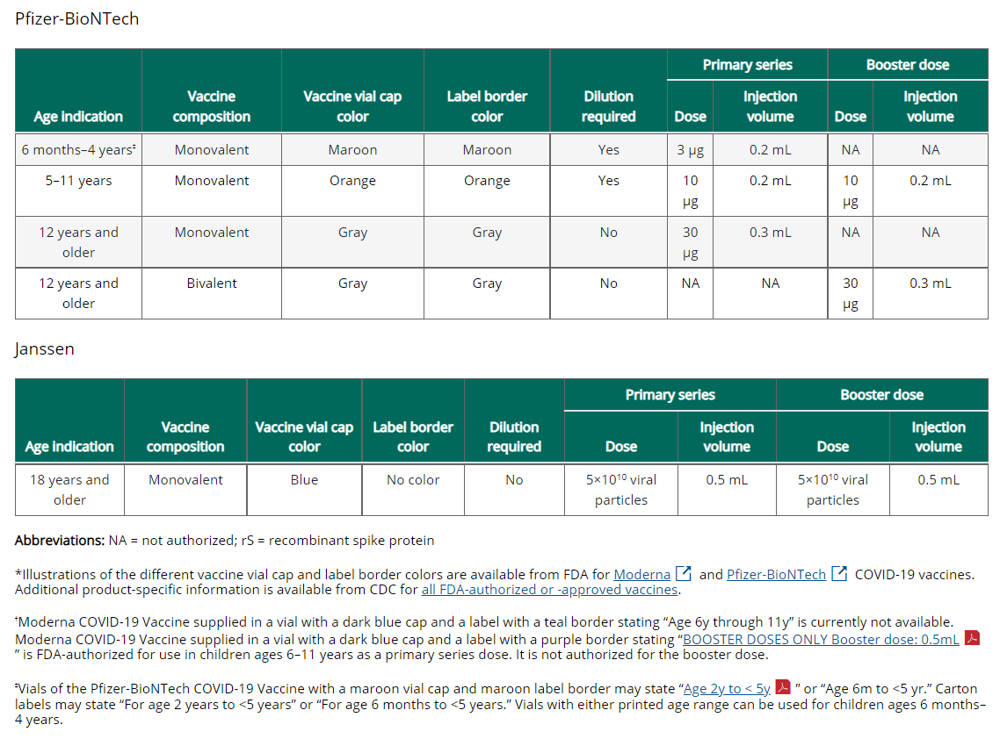 Pfizer-BioNTech
Primary series Booster dose
Age indication Vaccine composition Vaccine vial cap color Label border color Dilution required Dose Injection volume Dose Injection volume
6 months–4 years‡ Monovalent Maroon Maroon Yes 3 µg 0.2 mL NA NA
5–11 years Monovalent Orange Orange Yes 10 µg 0.2 mL 10 µg 0.2 mL
12 years and older Monovalent Gray Gray No 30 µg 0.3 mL NA NA
12 years and older Bivalent Gray Gray No NA NA 30 µg 0.3 mL
Janssen
Primary series Booster dose
Age indication Vaccine composition Vaccine vial cap color Label border color Dilution required Dose Injection volume Dose Injection volume
18 years and older Monovalent Blue No color No 5×10¹⁰ viral particles 0.5 mL 5×10¹⁰ viral particles 0.5 mL
Abbreviations: NA = not authorized; rS = recombinant spike protein
*Illustrations of the different vaccine vial cap and label border colors are available from FDA for Moderna and Pfizer-BioNTech COVID-19 vaccines.
Additional product-specific information is available from CDC for all FDA-authorized or -approved vaccines.
†Moderna COVID-19 Vaccine supplied in a vial with a dark blue cap and a label with a teal border stating “Age 6y through 11y” is currently not available.
Moderna COVID-19 Vaccine supplied in a vial with a dark blue cap and a label with a purple border stating “BOOSTER DOSES ONLY Booster dose: 0.5mL
” is FDA-authorized for use in children ages 6–11 years as a primary series dose. It is not authorized for the booster dose.
‡Vials of the Pfizer-BioNTech COVID-19 Vaccine with a maroon vial cap and maroon label border may state “Age 2y to < 5y ” or “Age 6m to <5 yr.” Carton
labels may state “For age 2 years to <5 years” or “For age 6 months to <5 years.” Vials with either printed age range can be used for children ages 6 months–
4 years.